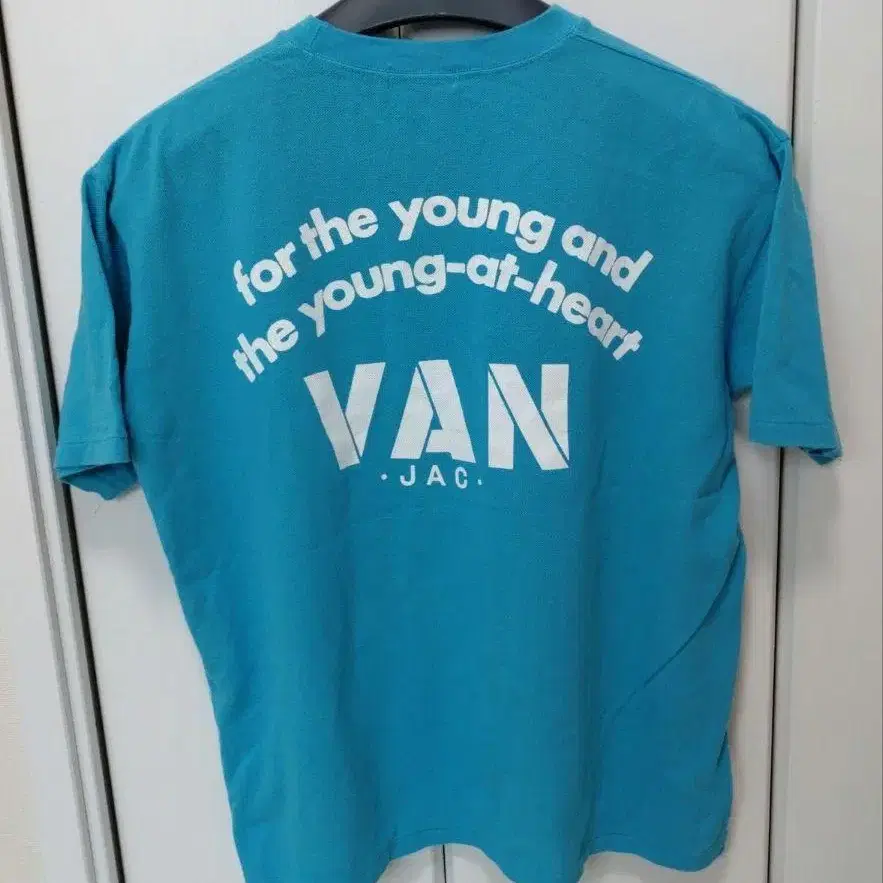 for the young and
the young-at-heart
VAN
·JAC·